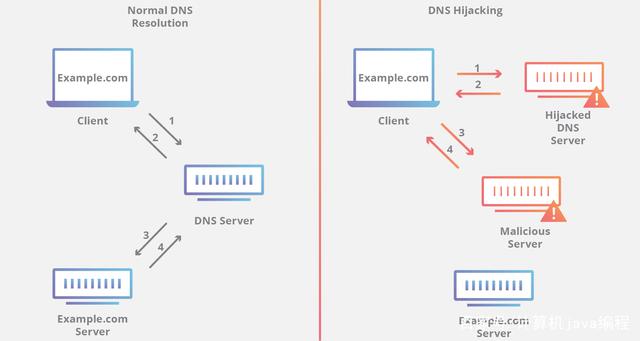 Normal DNS
Resolution
Example.com
Client
1
2
DNS Server
3
4
Example.com
Server
DNS Hijacking
Example.com
Client
1
2
Hijacked
DNS
Server
3
4
Malicious
Server
Example.com
Server
计算机java编程